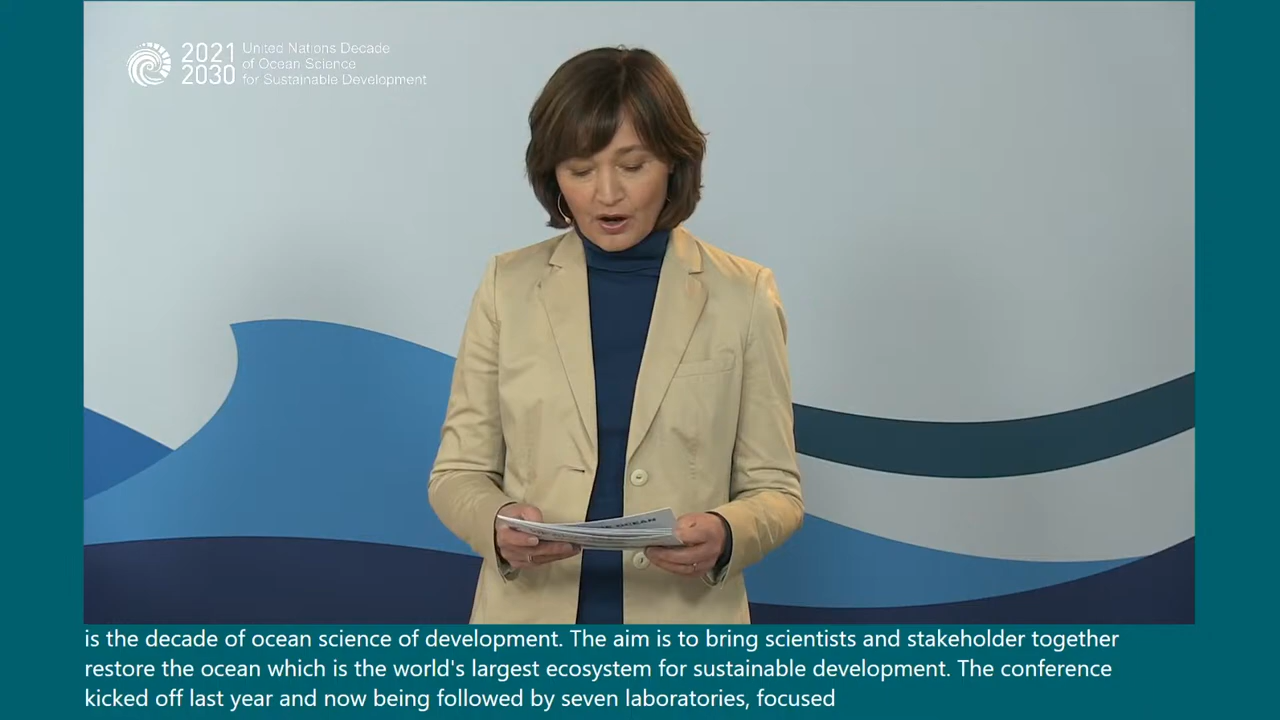 2021
2030
United Nations Decade
of Ocean Science
for Sustainable Development
OCEAN
is the decade of ocean science of development. The aim is to bring scientists and stakeholder together
restore the ocean which is the world's largest ecosystem for sustainable development. The conference
kicked off last year and now being followed by seven laboratories, focused